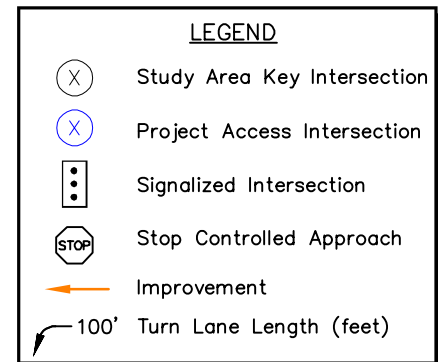 LEGEND
X Study Area Key Intersection
X Project Access Intersection
Signalized Intersection
STOP Stop Controlled Approach
Improvement
100' Turn Lane Length (feet)